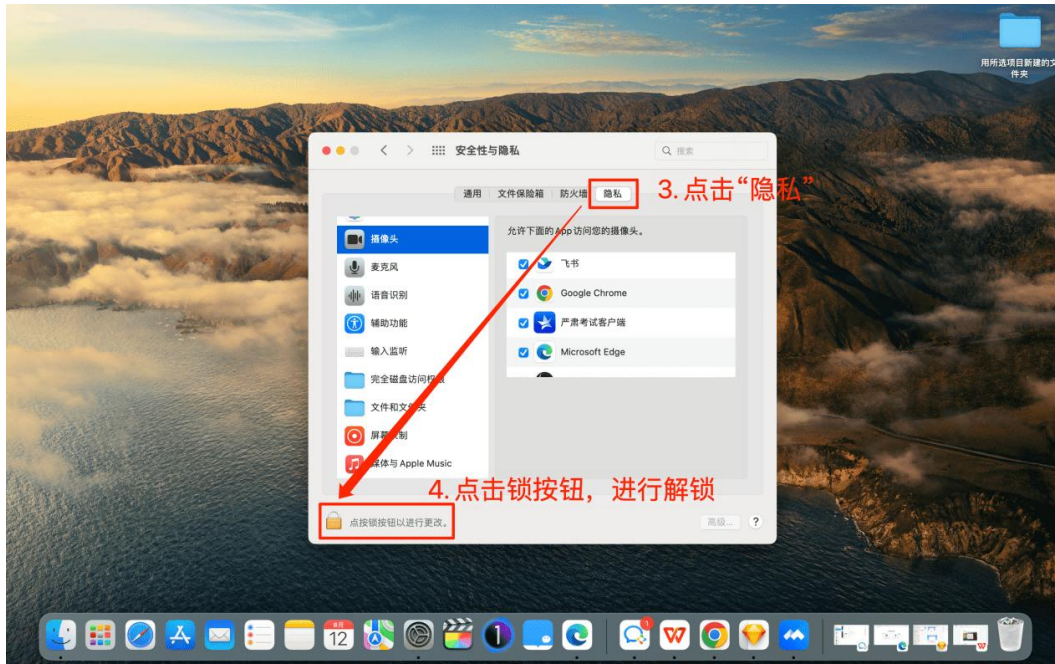 用所选项目新建的文
件夹
安全性与隐私
搜索
通用 文件保险箱 防火墙 隐私
3. 点击“隐私”
允许下面的App访问您的摄像头。
摄像头
麦克风
语音识别
辅助功能
输入监听
完全磁盘访问权
文件和文 夹
屏幕 制
媒体与 Apple Music
飞书
Google Chrome
严肃考试客户端
Microsoft Edge
4. 点击锁按钮，进行解锁
点按锁按钮以进行更改。
高级... ?
8月
12
1
1